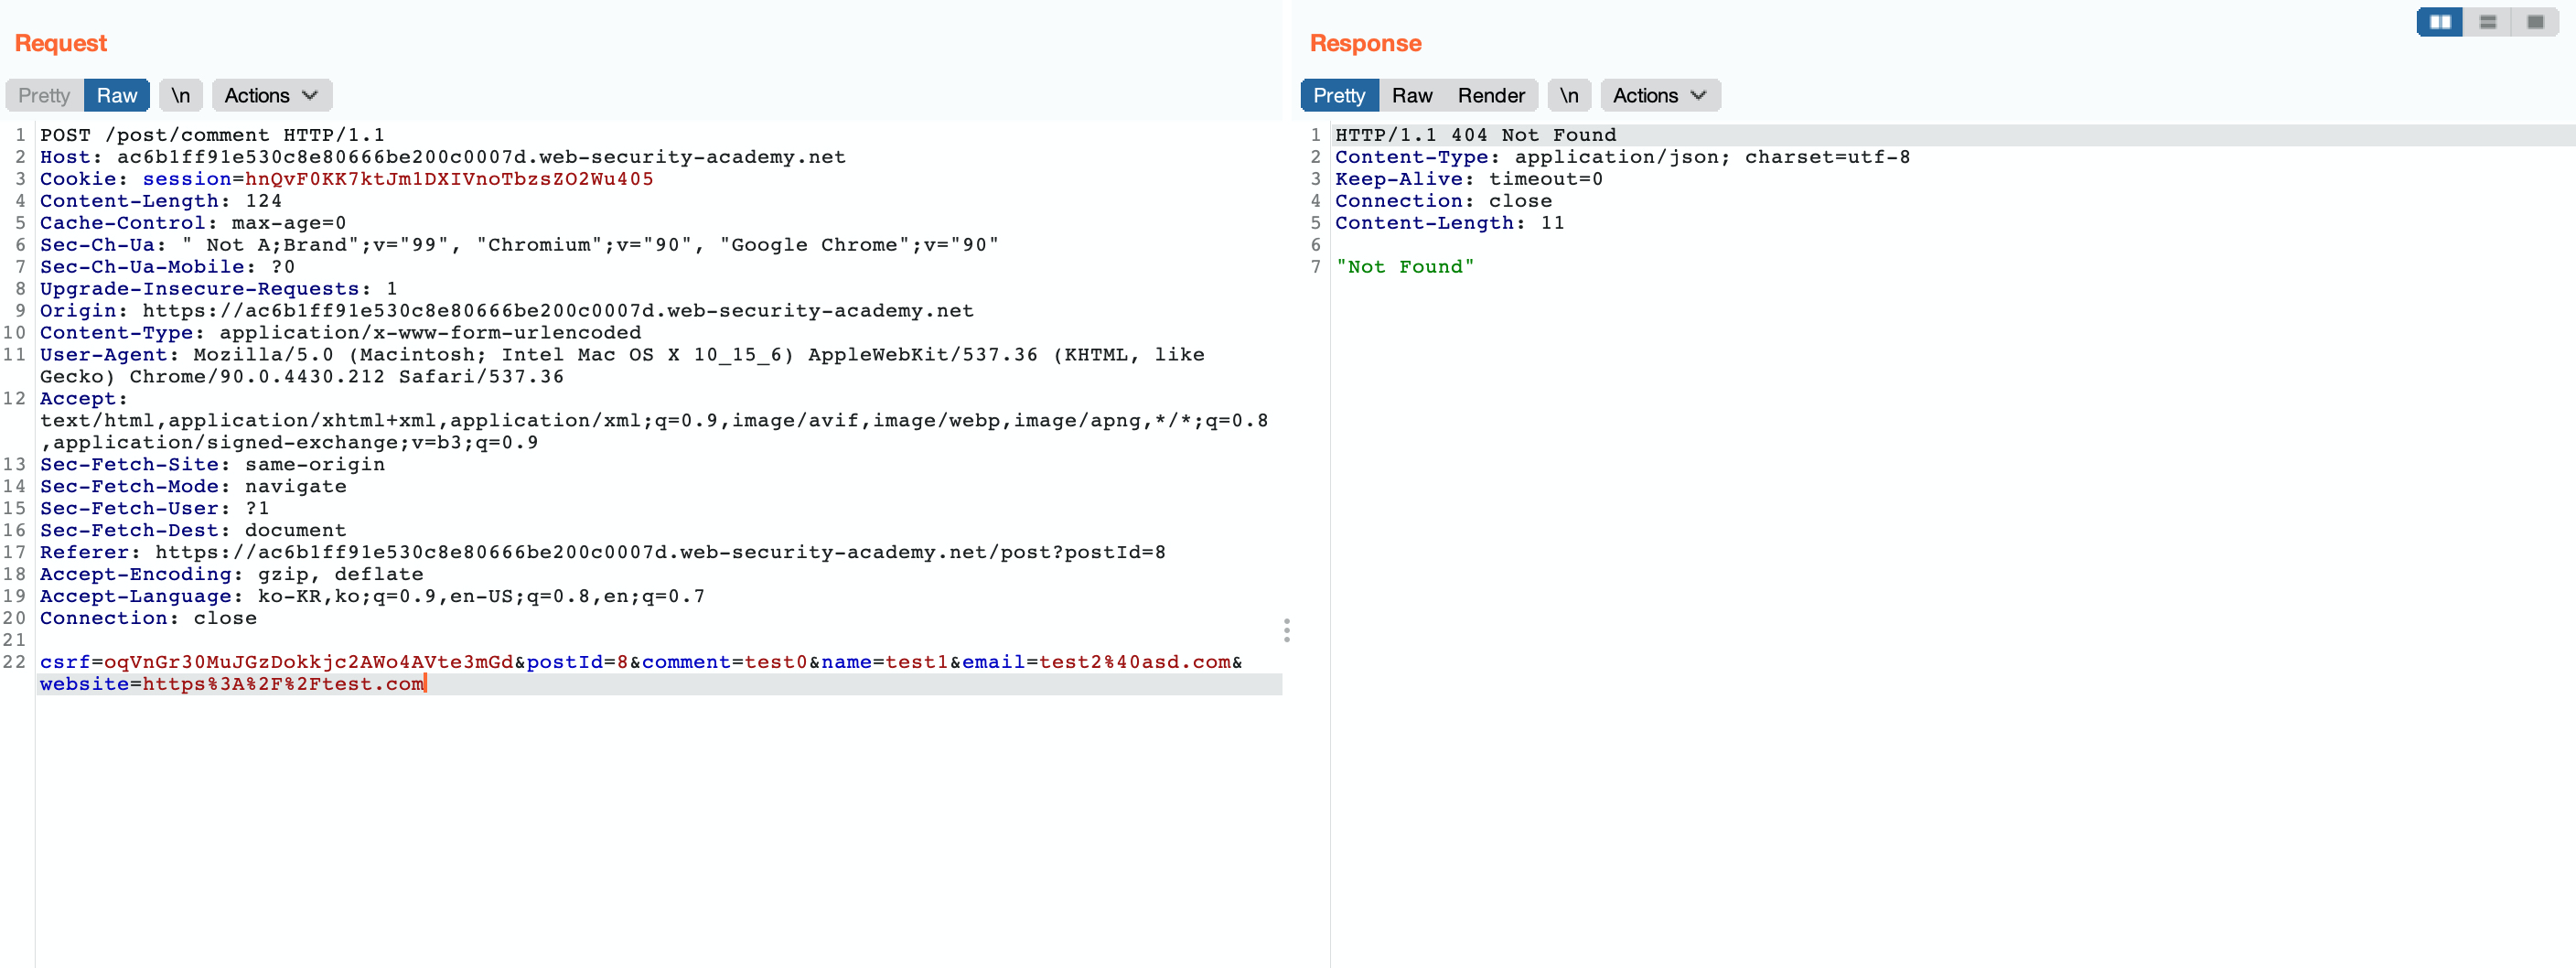 Request
Pretty Raw \n Actions
1 POST /post/comment HTTP/1.1
2 Host: ac6b1ff91e530c8e80666be200c0007d.web-security-academy.net
3 Cookie: session=hnQvF0KK7ktJm1DXIVnoTbzsZO2Wu405
4 Content-Length: 124
5 Cache-Control: max-age=0
6 Sec-Ch-Ua: " Not A;Brand";v="99", "Chromium";v="90", "Google Chrome";v="90"
7 Sec-Ch-Ua-Mobile: ?0
8 Upgrade-Insecure-Requests: 1
9 Origin: https://ac6b1ff91e530c8e80666be200c0007d.web-security-academy.net
10 Content-Type: application/x-www-form-urlencoded
11 User-Agent: Mozilla/5.0 (Macintosh; Intel Mac OS X 10_15_6) AppleWebKit/537.36 (KHTML, like
Gecko) Chrome/90.0.4430.212 Safari/537.36
12 Accept:
text/html,application/xhtml+xml,application/xml;q=0.9,image/avif,image/webp,image/apng,*/*;q=0.8
,application/signed-exchange;v=b3;q=0.9
13 Sec-Fetch-Site: same-origin
14 Sec-Fetch-Mode: navigate
15 Sec-Fetch-User: ?1
16 Sec-Fetch-Dest: document
17 Referer: https://ac6b1ff91e530c8e80666be200c0007d.web-security-academy.net/post?postId=8
18 Accept-Encoding: gzip, deflate
19 Accept-Language: ko-KR,ko;q=0.9,en-US;q=0.8,en;q=0.7
20 Connection: close
21
22 csrf=oqVnGr30MuJGzDokkjc2AWo4AVte3mGd&postId=8&comment=test0&name=test1&email=test2%40asd.com&
website=https%3A%2F%2Ftest.com
Response
Pretty Raw Render \n Actions
1 HTTP/1.1 404 Not Found
2 Content-Type: application/json; charset=utf-8
3 Keep-Alive: timeout=0
4 Connection: close
5 Content-Length: 11
6
7 "Not Found"